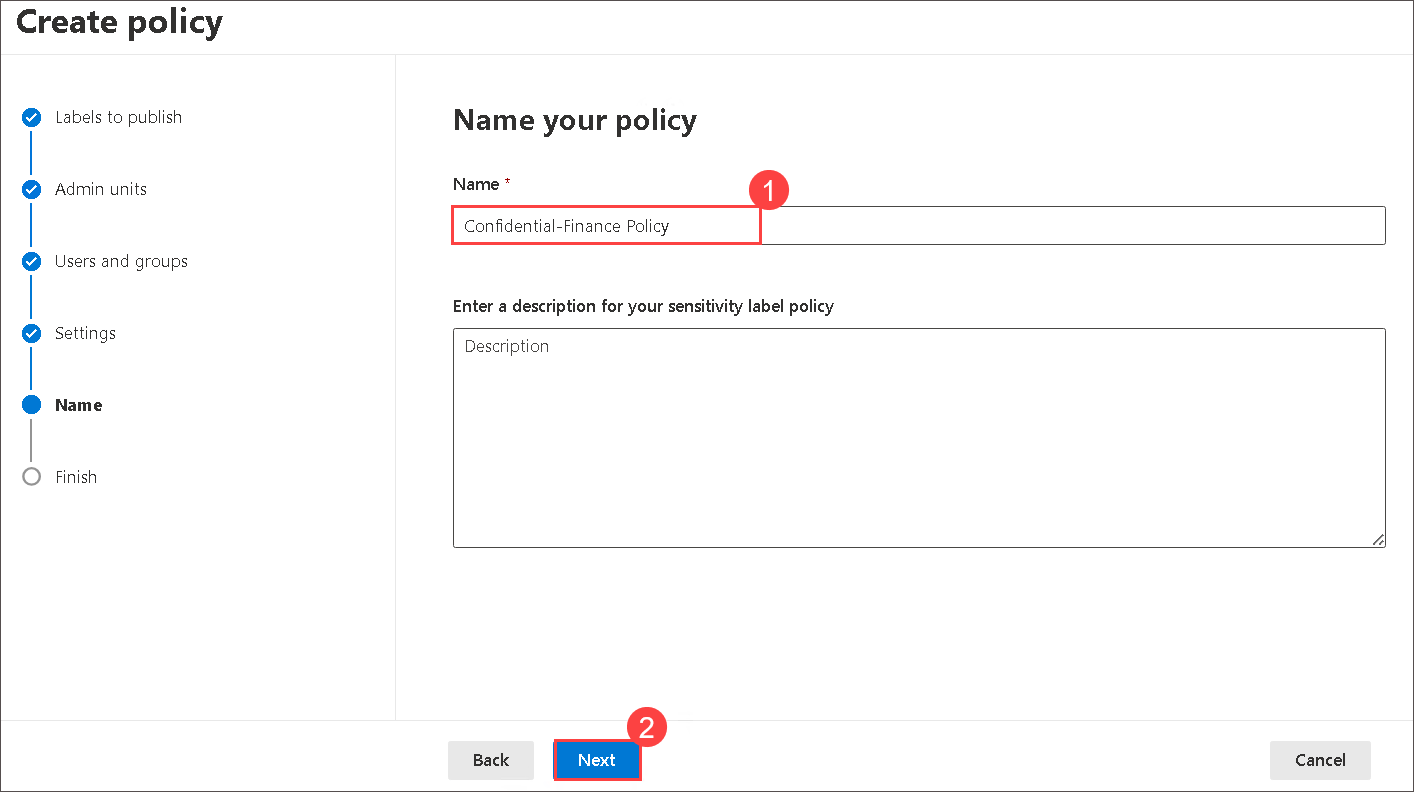 Create policy
Labels to publish
Admin units
Users and groups
Settings
Name
Finish
Name your policy
Name *
1
Confidential-Finance Policy
Enter a description for your sensitivity label policy
Description
2
Back
Next
Cancel